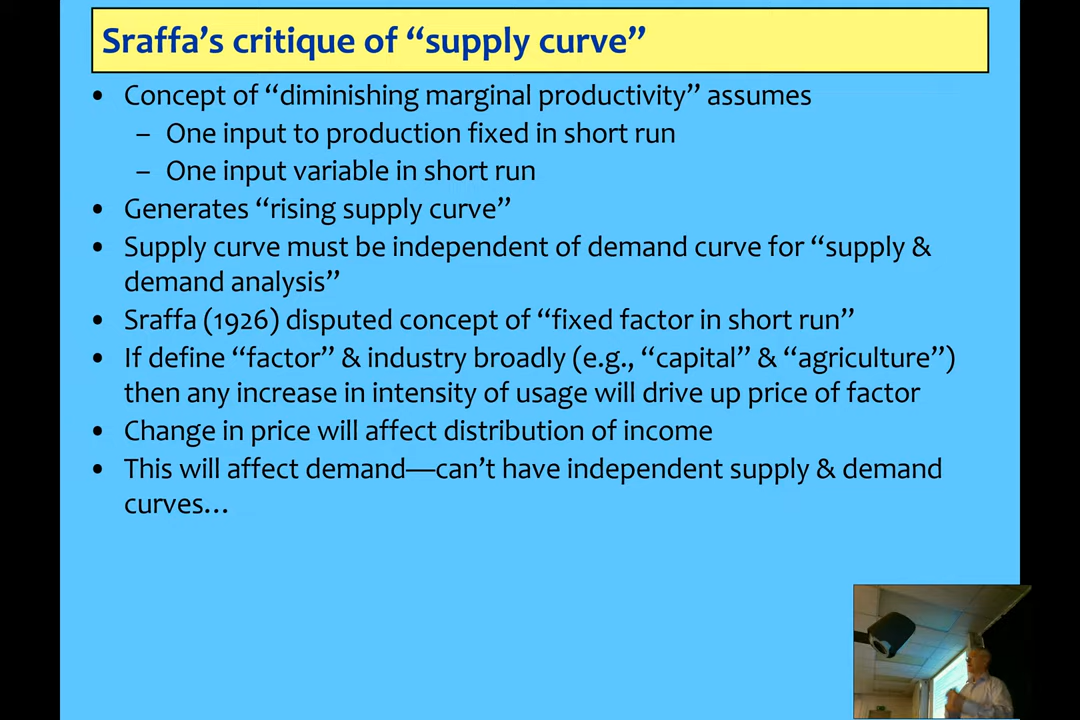 Sraffa's critique of “supply curve”
• Concept of “diminishing marginal productivity” assumes
– One input to production fixed in short run
– One input variable in short run
• Generates “rising supply curve”
• Supply curve must be independent of demand curve for “supply &
demand analysis”
• Sraffa (1926) disputed concept of “fixed factor in short run”
• If define “factor” & industry broadly (e.g., “capital” & “agriculture”)
then any increase in intensity of usage will drive up price of factor
• Change in price will affect distribution of income
• This will affect demand—can't have independent supply & demand
curves…